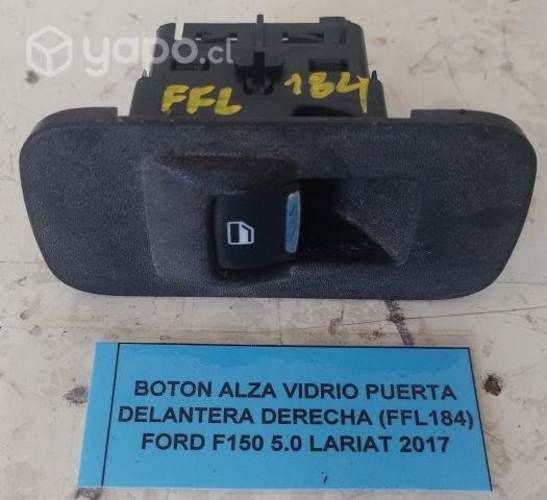 yapo.cl
FFL 184
BOTON ALZA VIDRIO PUERTA
DELANTERA DERECHA (FFL184)
FORD F150 5.0 LARIAT 2017